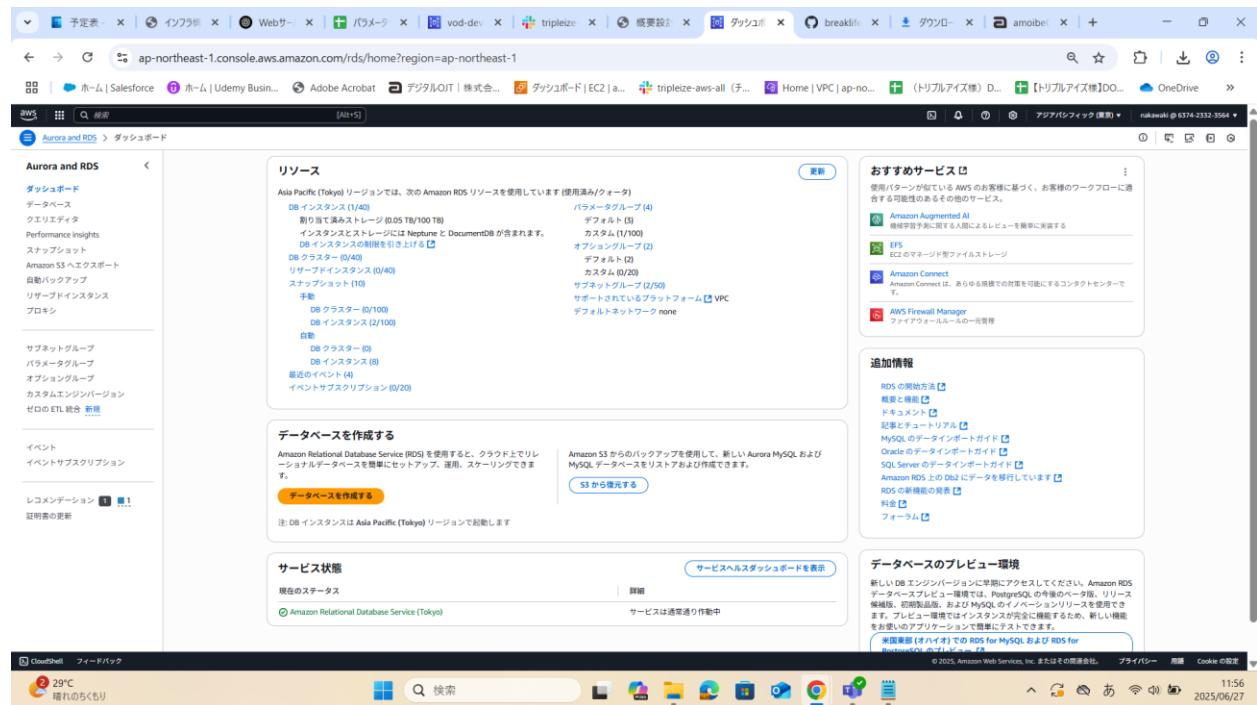 予定表 -
インフラ構
Webサー
パラメータ
vod-dev
tripleize-
概要設計
ダッシュボ
breaklife
ダウンロー
amoibe
ap-northeast-1.console.aws.amazon.com/rds/home?region=ap-northeast-1
ホーム | Salesforce
ホーム | Udemy Busin...
Adobe Acrobat
デジタルOJT | 株式会...
ダッシュボード | EC2 | a...
tripleize-aws-all（チ...
Home | VPC | ap-no...
（トリプルアイズ様）D...
【トリプルアイズ様】DO...
OneDrive
aws
検索
[Alt+S]
アジアパシフィック (東京)
nakawaki @ 6374-2332-3564
Aurora and RDS > ダッシュボード
Aurora and RDS
ダッシュボード
データベース
クエリエディタ
Performance insights
スナップショット
Amazon S3 へエクスポート
自動バックアップ
リザーブドインスタンス
プロキシ
サブネットグループ
パラメータグループ
オプショングループ
カスタムエンジンバージョン
ゼロの ETL 統合 新規
イベント
イベントサブスクリプション
レコメンデーション 1 1
証明書の更新
リソース
更新
Asia Pacific (Tokyo) リージョンでは、次の Amazon RDS リソースを使用しています (使用済み/クォータ)
DB インスタンス (1/40)
割り当て済みストレージ (0.05 TB/100 TB)
インスタンスとストレージには Neptune と DocumentDB が含まれます。
DB インスタンスの制限を引き上げる
DB クラスター (0/40)
リザーブドインスタンス (0/40)
スナップショット (10)
手動
DB クラスター (0/100)
DB インスタンス (2/100)
自動
DB クラスター (0)
DB インスタンス (8)
最近のイベント (4)
イベントサブスクリプション (0/20)
パラメータグループ (4)
デフォルト (3)
カスタム (1/100)
オプショングループ (2)
デフォルト (2)
カスタム (0/20)
サブネットグループ (2/50)
サポートされているプラットフォーム VPC
デフォルトネットワーク none
データベースを作成する
Amazon Relational Database Service (RDS) を使用すると、クラウド上でリレ
ーショナルデータベースを簡単にセットアップ、運用、スケーリングできま
す。
データベースを作成する
Amazon S3 からのバックアップを使用して、新しい Aurora MySQL および
MySQL データベースをリストアおよび作成できます。
S3 から復元する
注: DB インスタンスは Asia Pacific (Tokyo) リージョンで起動します
サービス状態
サービスヘルスダッシュボードを表示
現在のステータス
詳細
Amazon Relational Database Service (Tokyo)
サービスは通常通り作動中
おすすめサービス
使用パターンが似ている AWS のお客様に基づく、お客様のワークフローに適
合する可能性のあるその他のサービス。
Amazon Augmented AI
機械学習予測に関する人間によるレビューを簡単に実装する
EFS
EC2 のマネージド型ファイルストレージ
Amazon Connect
Amazon Connect は、あらゆる規模での対策を可能にするコンタクトセンターで
す。
AWS Firewall Manager
ファイアウォールルールの一元管理
追加情報
RDS の開始方法
概要と機能
ドキュメント
記事とチュートリアル
MySQL のデータインポートガイド
Oracle のデータインポートガイド
SQL Server のデータインポートガイド
Amazon RDS 上の Db2 にデータを移行しています
RDS の新機能の発表
料金
フォーラム
データベースのプレビュー環境
新しい DB エンジンバージョンに早期にアクセスしてください。Amazon RDS
データベースプレビュー環境では、PostgreSQL の今後のベータ版、リリース
候補版、初期製品版、および MySQL のイノベーションリリースを使用でき
ます。プレビュー環境ではインスタンスが完全に機能するため、新しい機能
をお使いのアプリケーションで簡単にテストできます。
米国東部 (オハイオ) での RDS for MySQL および RDS for
PostgreSQL のプレビュー
CloudShell
フィードバック
© 2025, Amazon Web Services, Inc. またはその関連会社。
プライバシー
用語
Cookie の設定
2
29°C
晴れのちくもり
検索
あ
11:56
2025/06/27